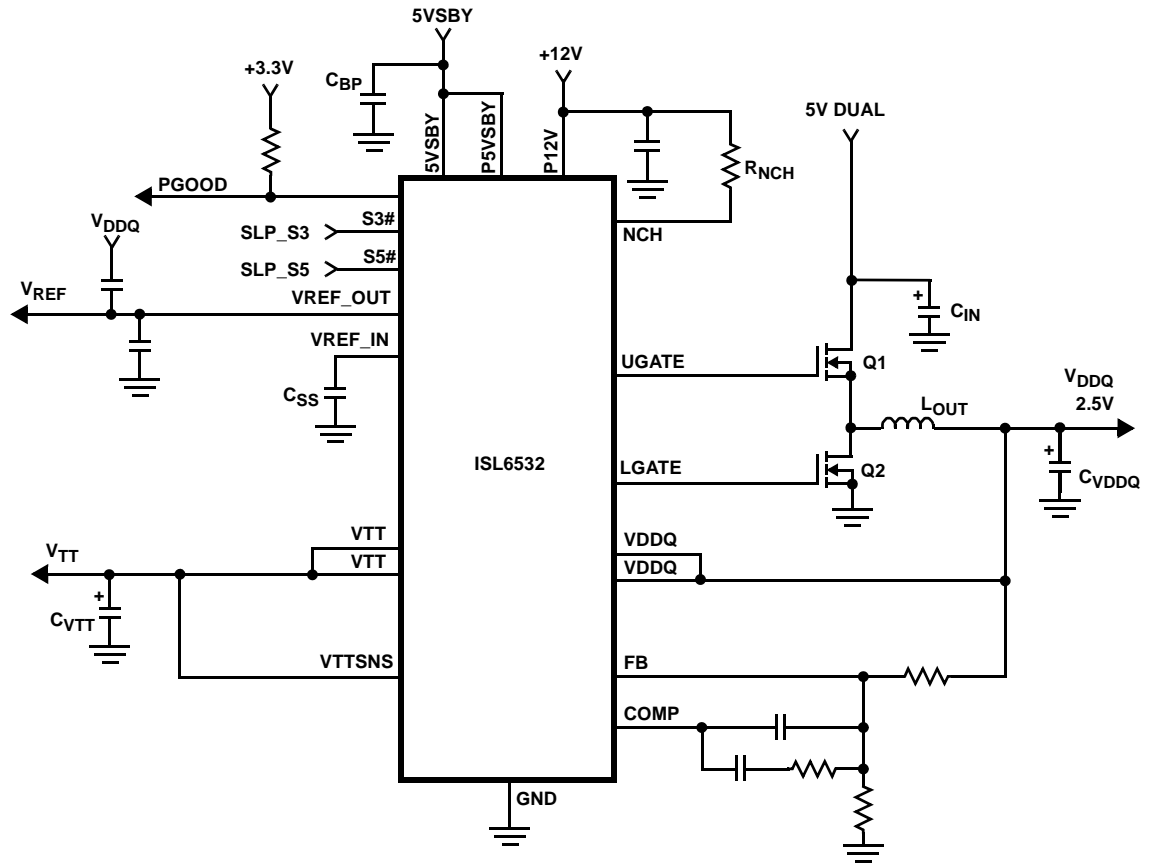 5VSBY
+12V
+3.3V
CBP
5V DUAL
5VSBY
P5VSBY
P12V
RNCH
PGOOD
NCH
S3#
SLP_S3
VDDQ
S5#
SLP_S5
VREF
VREF_OUT
+
CIN
VREF_IN
UGATE
Q1
CSS
VDDQ
2.5V
LOUT
ISL6532
LGATE
Q2
+
CVDDQ
VTT
VDDQ
VTT
VTT
VDDQ
+
CVTT
VTTSNS
FB
COMP
GND